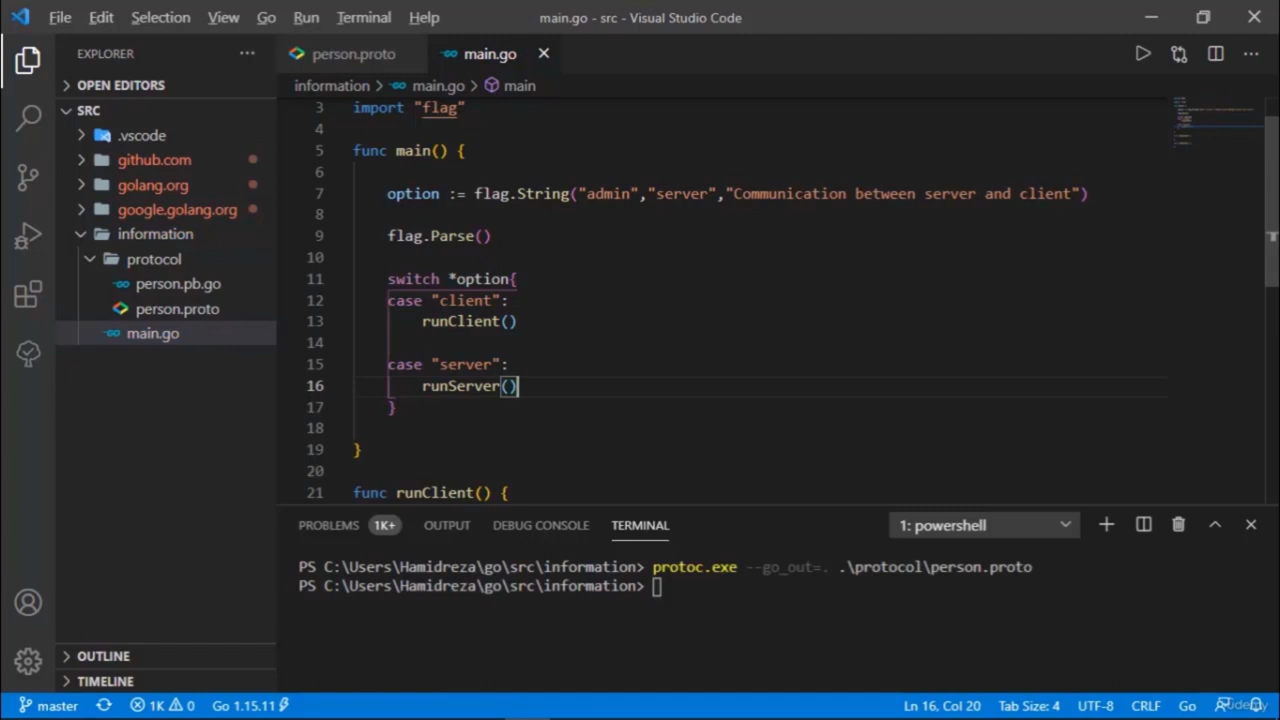 File Edit Selection View Go Run Terminal Help
main.go - src - Visual Studio Code
EXPLORER
OPEN EDITORS
SRC
.vscode
github.com
golang.org
google.golang.org
information
protocol
person.pb.go
person.proto
main.go
OUTLINE
TIMELINE
person.proto main.go
information > main.go > main
3 import "flag"
4
5 func main() {
6
7 option := flag.String("admin","server","Communication between server and client")
8
9 flag.Parse()
10
11 switch *option{
12 case "client":
13 runClient()
14
15 case "server":
16 runServer()
17 }
18
19 }
20
21 func runClient() {
PROBLEMS 1K+ OUTPUT DEBUG CONSOLE TERMINAL 1: powershell
PS C:\Users\Hamidreza\go\src\information> protoc.exe --go_out=. .\protocol\person.proto
PS C:\Users\Hamidreza\go\src\information>
master 1K 0 Go 1.15.11 Ln 16, Col 20 Tab Size: 4 UTF-8 CRLF Go